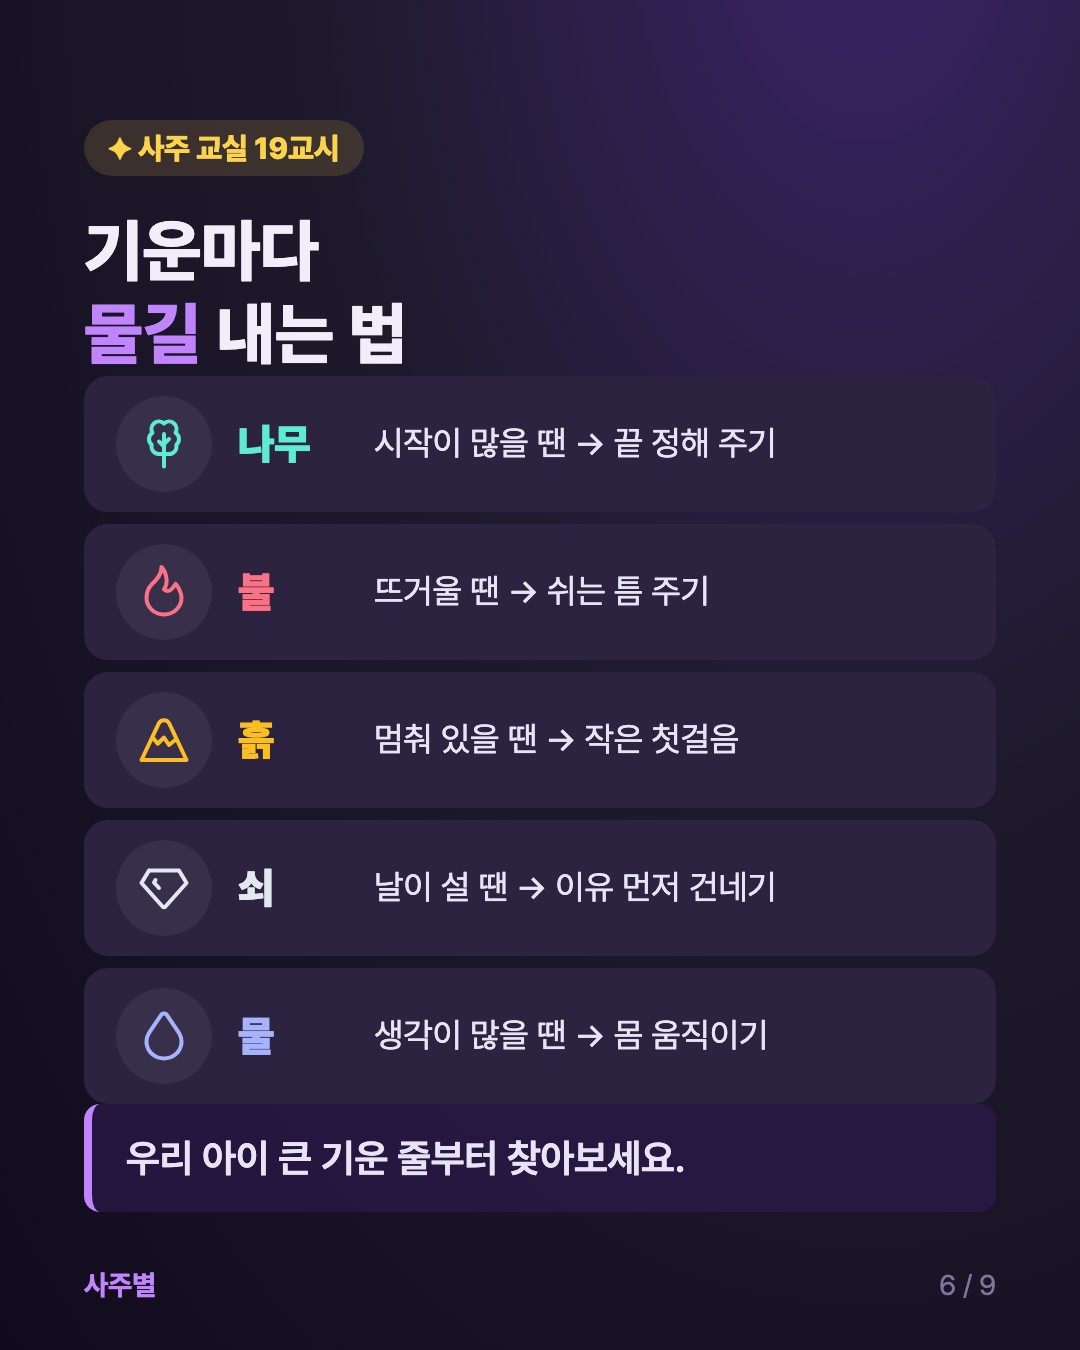 ✦ 사주 교실 19교시
기운마다
물길 내는 법
나무 시작이 많을 땐 → 끝 정해 주기
불 뜨거울 땐 → 쉬는 틈 주기
흙 멈춰 있을 땐 → 작은 첫걸음
쇠 날이 설 땐 → 이유 먼저 건네기
물 생각이 많을 땐 → 몸 움직이기
우리 아이 큰 기운 줄부터 찾아보세요.
사주별
6 / 9